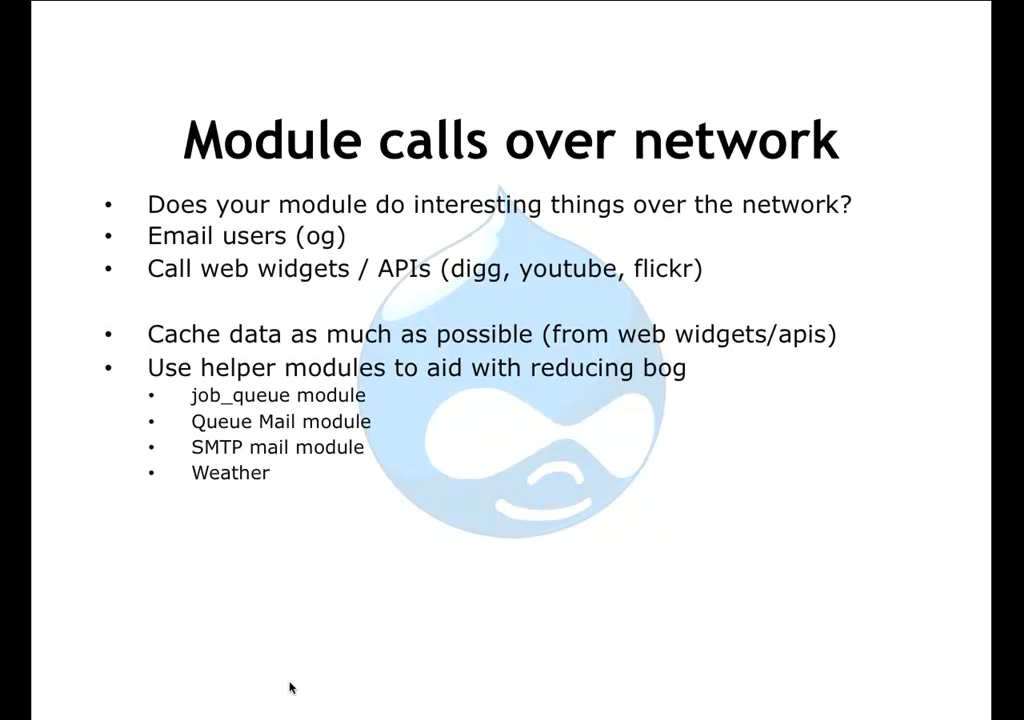 Module calls over network
• Does your module do interesting things over the network?
• Email users (og)
• Call web widgets / APIs (digg, youtube, flickr)
• Cache data as much as possible (from web widgets/apis)
• Use helper modules to aid with reducing bog
• job_queue module
• Queue Mail module
• SMTP mail module
• Weather